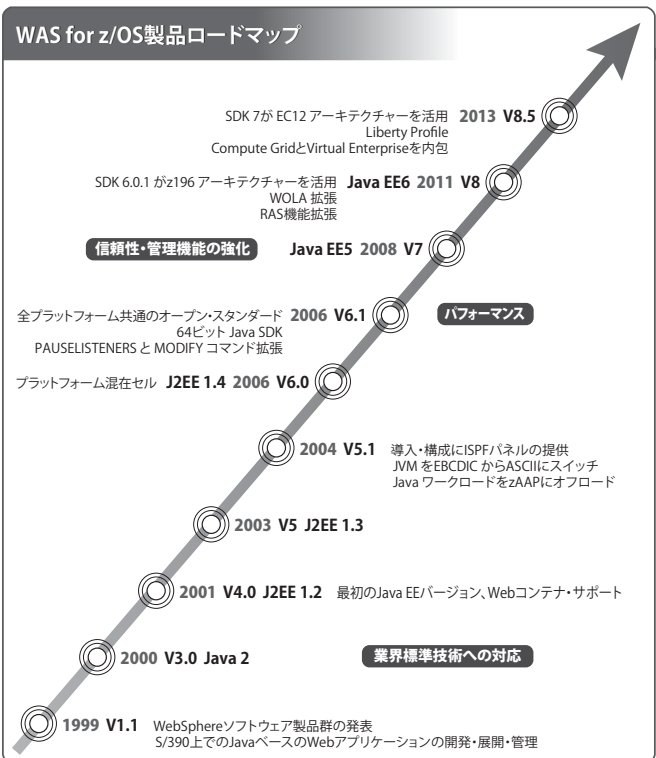 WAS for z/OS製品ロードマップ
SDK 7が EC12 アーキテクチャーを活用 2013 V8.5
Liberty Profile
Compute GridとVirtual Enterpriseを内包
SDK 6.0.1 がz196 アーキテクチャーを活用 Java EE6 2011 V8
WOLA 拡張
RAS機能拡張
信頼性・管理機能の強化 Java EE5 2008 V7
全プラットフォーム共通のオープン・スタンダード 2006 V6.1 パフォーマンス
64ビット Java SDK
PAUSELISTENERS と MODIFY コマンド拡張
プラットフォーム混在セル J2EE 1.4 2006 V6.0
2004 V5.1 導入・構成にISPFパネルの提供
JVM をEBCDIC からASCIIにスイッチ
Java ワークロードをzAAPにオフロード
2003 V5 J2EE 1.3
2001 V4.0 J2EE 1.2 最初のJava EEバージョン、Webコンテナ・サポート
2000 V3.0 Java 2 業界標準技術への対応
1999 V1.1 WebSphereソフトウェア製品群の発表
S/390上でのJavaベースのWebアプリケーションの開発・展開・管理